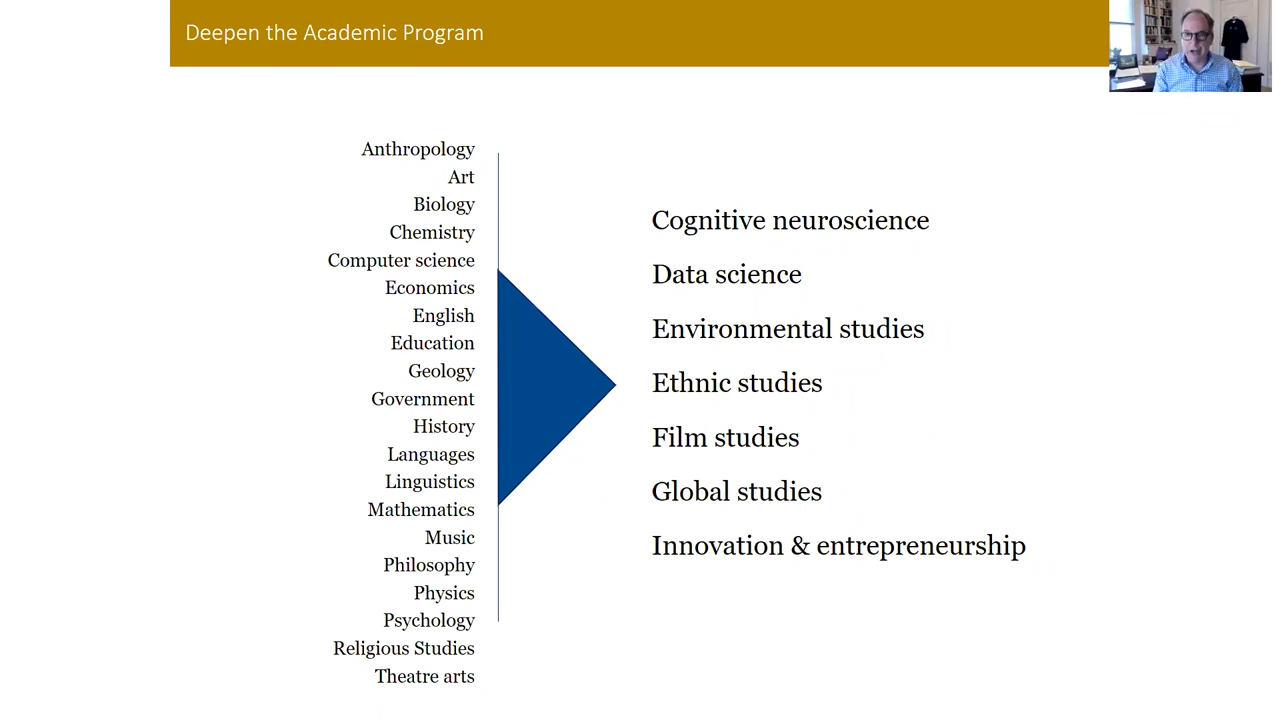 Deepen the Academic Program
Anthropology
Art
Biology
Chemistry
Computer science
Economics
English
Education
Geology
Government
History
Languages
Linguistics
Mathematics
Music
Philosophy
Physics
Psychology
Religious Studies
Theatre arts
Cognitive neuroscience
Data science
Environmental studies
Ethnic studies
Film studies
Global studies
Innovation & entrepreneurship